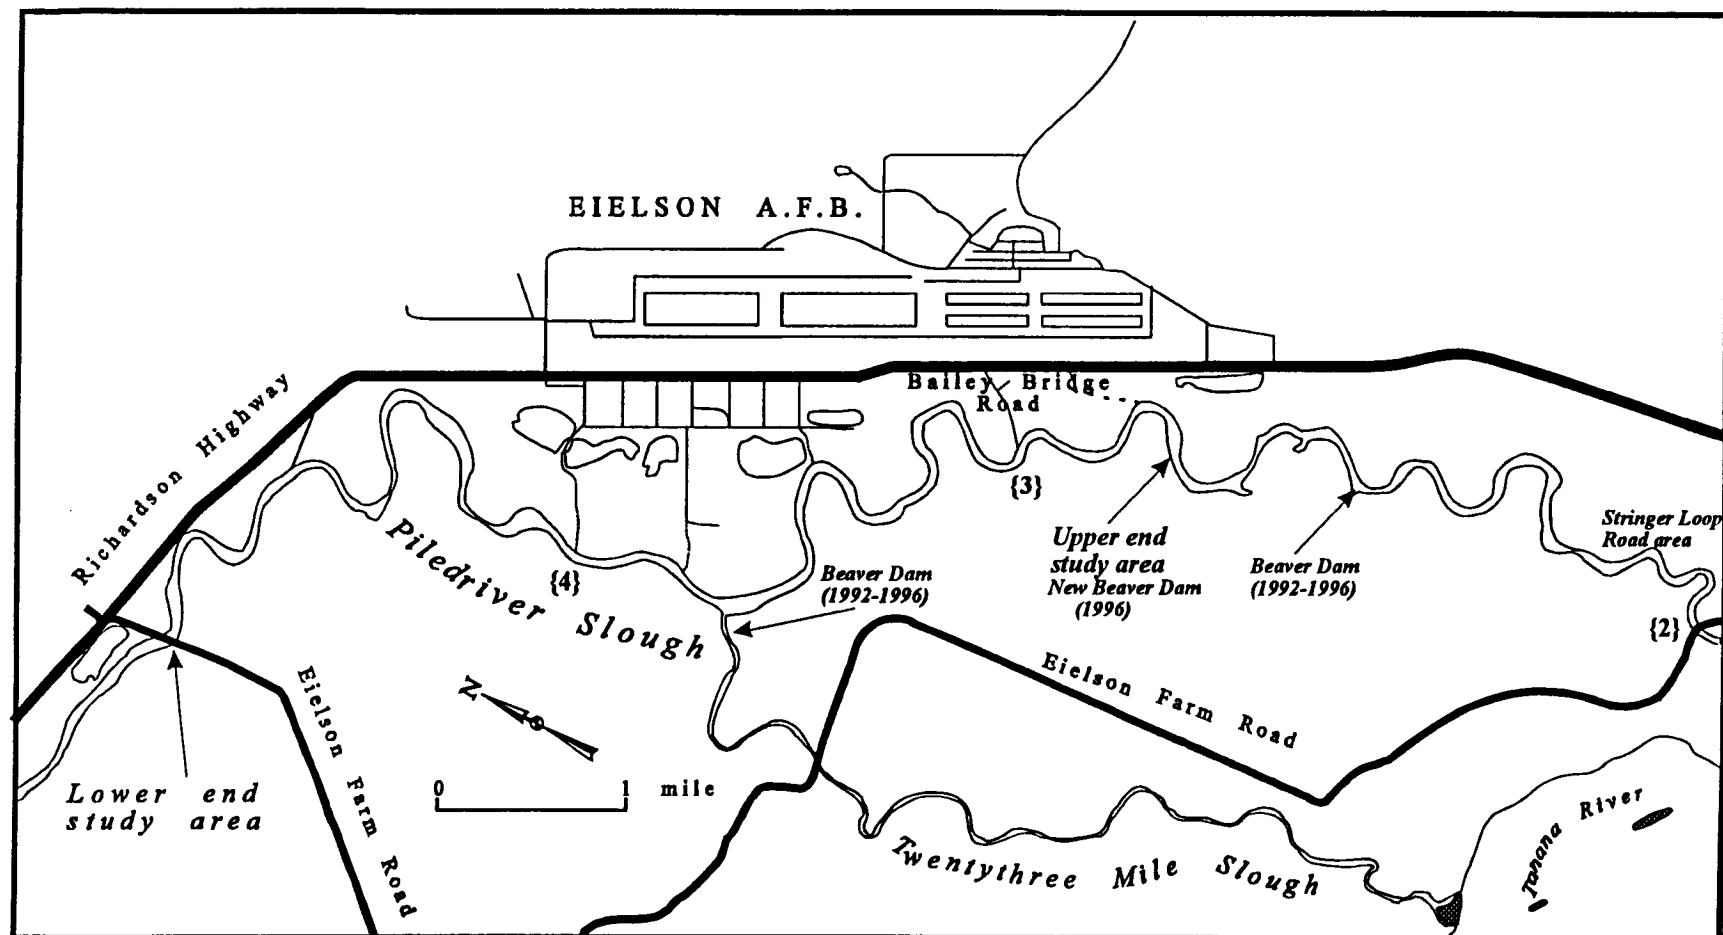 EIELSON A.F.B.
Richardson Highway
Bailey Bridge
Road
{3}
Stringer Loop
Road area
Piledriver Slough
{4}
Beaver Dam
(1992-1996)
Upper end
study area
New Beaver Dam
(1996)
Beaver Dam
(1992-1996)
{2}
Eielson Farm Road
Eielson Farm Road
N
0 1 mile
Lower end
study area
Twentythree Mile Slough
Tanana River